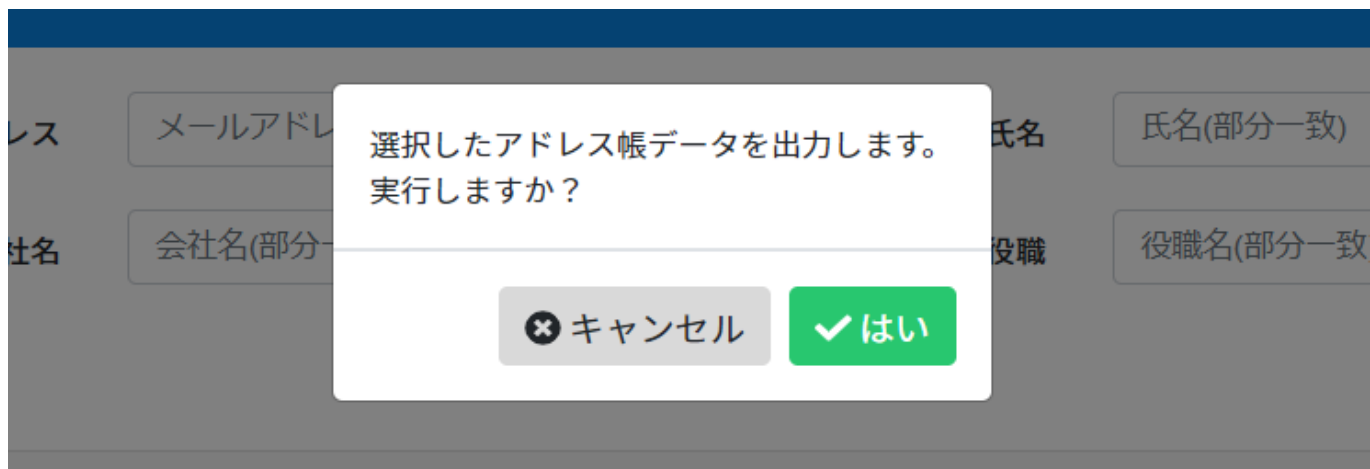 レス
メールアドレ
氏名
氏名(部分一致)
選択したアドレス帳データを出力します。
実行しますか？
社名
会社名(部分一
役職
役職名(部分一致
キャンセル
はい